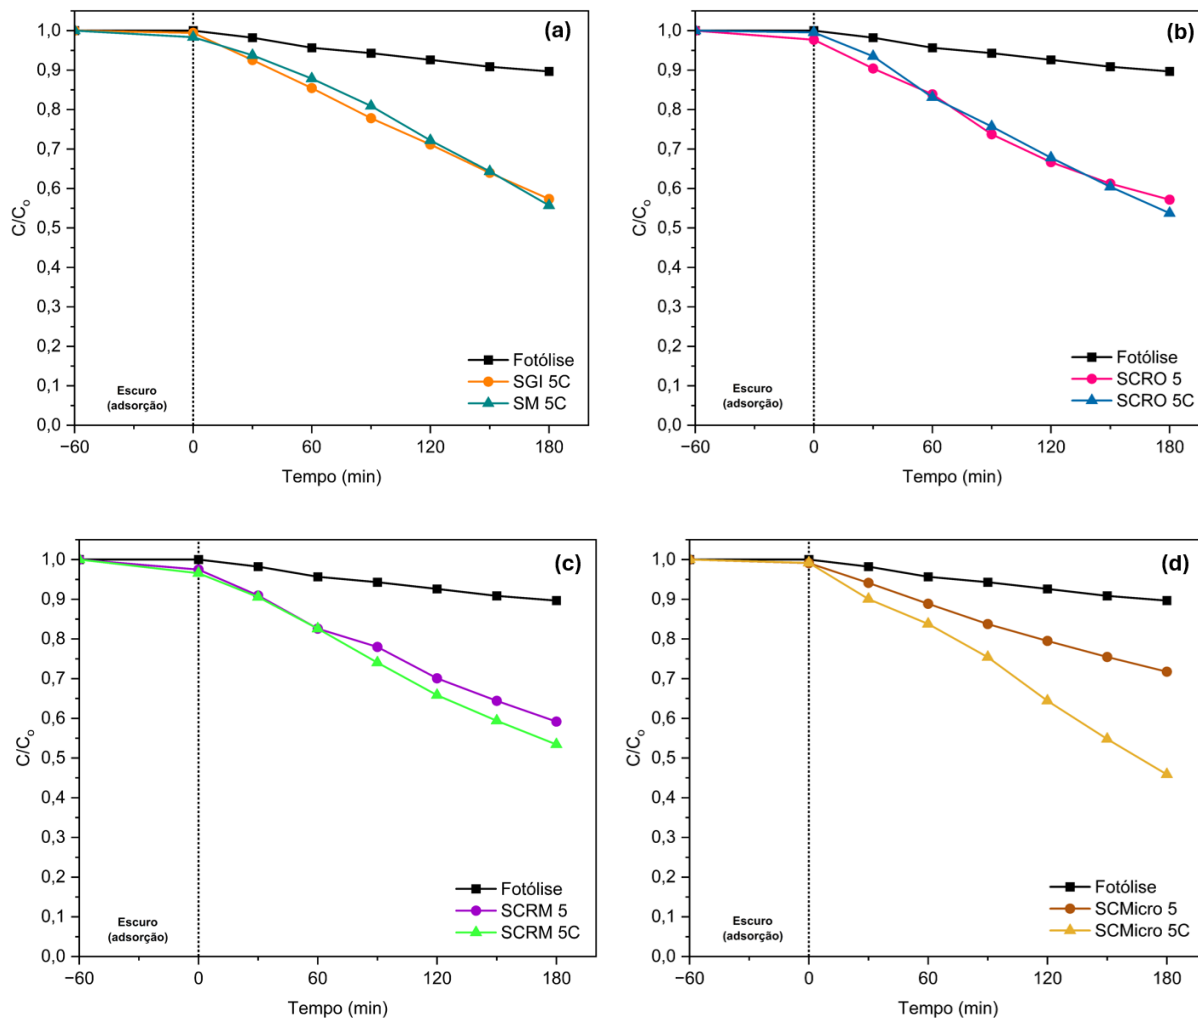 (a)
1,0
0,9
0,8
0,7
0,6
0,5
0,4
0,3
0,2
0,1
0,0
C/Co
Fotólise
SGI 5C
SM 5C
Escuro
(adsorção)
−60 0 60 120 180
Tempo (min)
(b)
1,0
0,9
0,8
0,7
0,6
0,5
0,4
0,3
0,2
0,1
0,0
C/Co
Fotólise
SCRO 5
SCRO 5C
Escuro
(adsorção)
−60 0 60 120 180
Tempo (min)
(c)
1,0
0,9
0,8
0,7
0,6
0,5
0,4
0,3
0,2
0,1
0,0
C/Co
Fotólise
SCRM 5
SCRM 5C
Escuro
(adsorção)
−60 0 60 120 180
Tempo (min)
(d)
1,0
0,9
0,8
0,7
0,6
0,5
0,4
0,3
0,2
0,1
0,0
C/Co
Fotólise
SCMicro 5
SCMicro 5C
Escuro
(adsorção)
−60 0 60 120 180
Tempo (min)